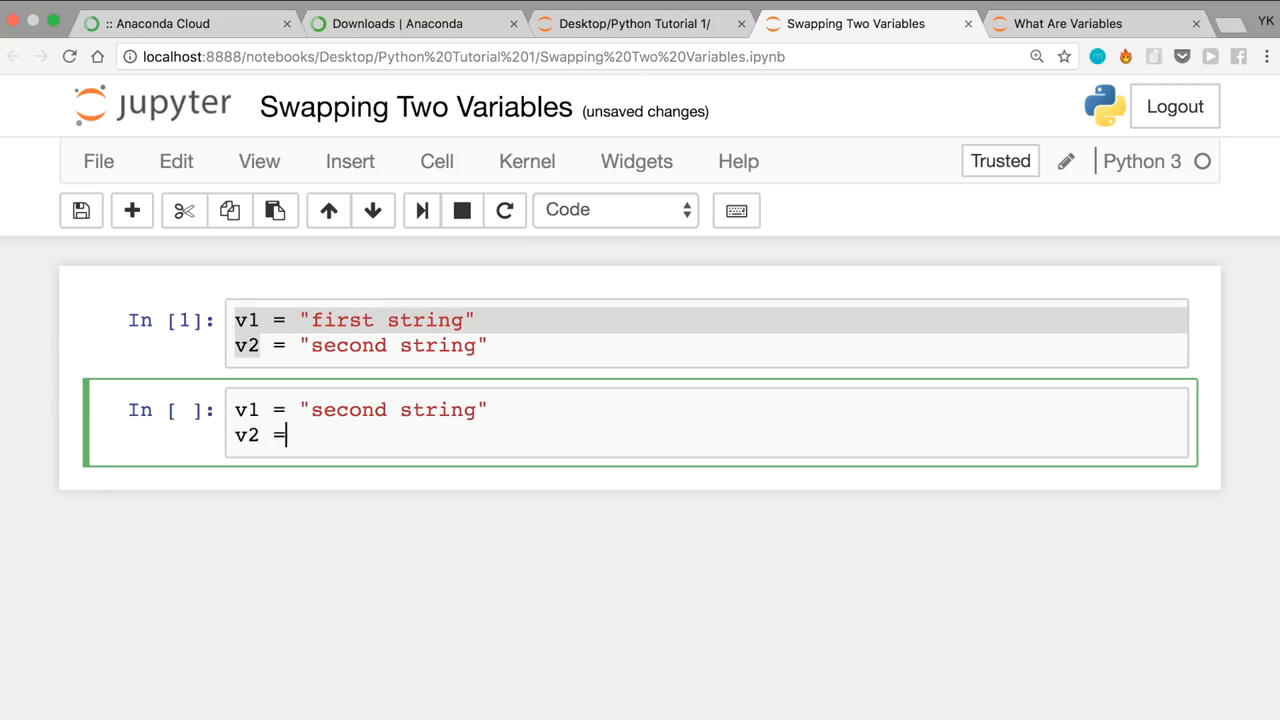 :: Anaconda Cloud
Downloads | Anaconda
Desktop/Python Tutorial 1/
Swapping Two Variables
What Are Variables
YK
localhost:8888/notebooks/Desktop/Python%20Tutorial%201/Swapping%20Two%20Variables.ipynb
jupyter
Swapping Two Variables (unsaved changes)
Logout
File Edit View Insert Cell Kernel Widgets Help
Trusted
Python 3
Code
In [1]: v1 = "first string"
v2 = "second string"
In [ ]: v1 = "second string"
v2 =